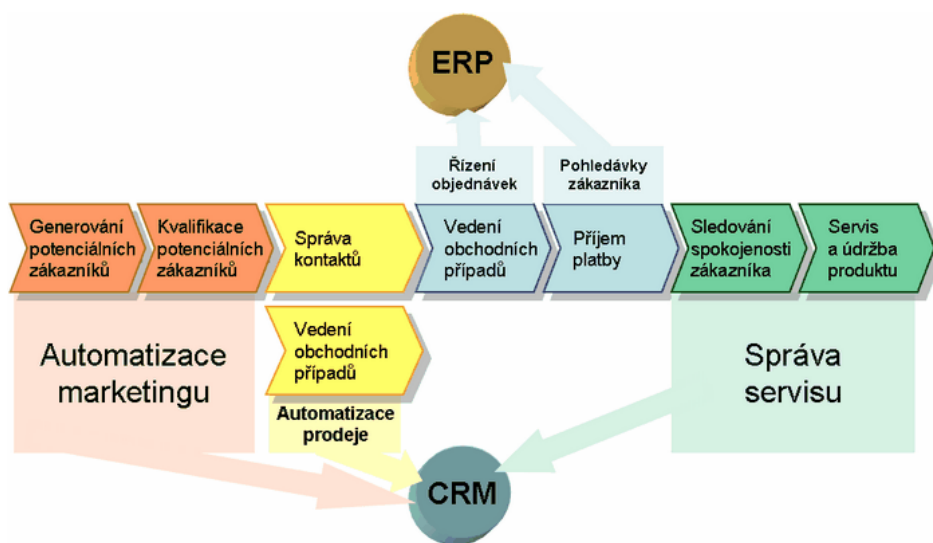 ERP
Řízení
objednávek
Pohledávky
zákazníka
Generování
potenciálních
zákazníků
Kvalifikace
potenciálních
zákazníků
Správa
kontaktů
Vedení
obchodních
případů
Příjem
platby
Sledování
spokojenosti
zákazníka
Servis
a údržba
produktu
Automatizace
marketingu
Vedení
obchodních
případů
Automatizace
prodeje
Správa
servisu
CRM